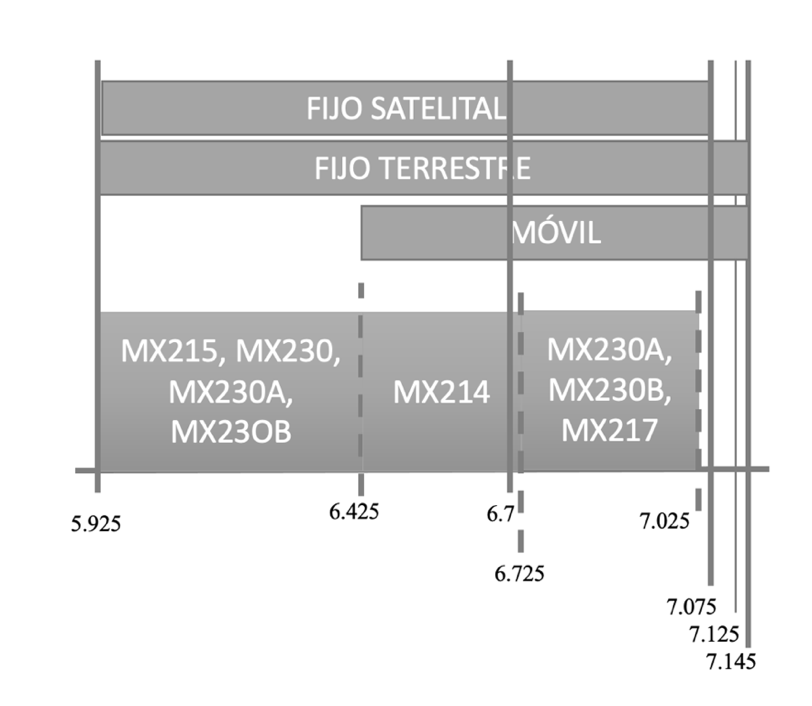 FIJO SATELITAL
FIJO TERRESTRE
MÓVIL
MX215, MX230,
MX230A,
MX23OB
MX214
MX230A,
MX230B,
MX217
5.925
6.425
6.7
7.025
6.725
7.075
7.125
7.145